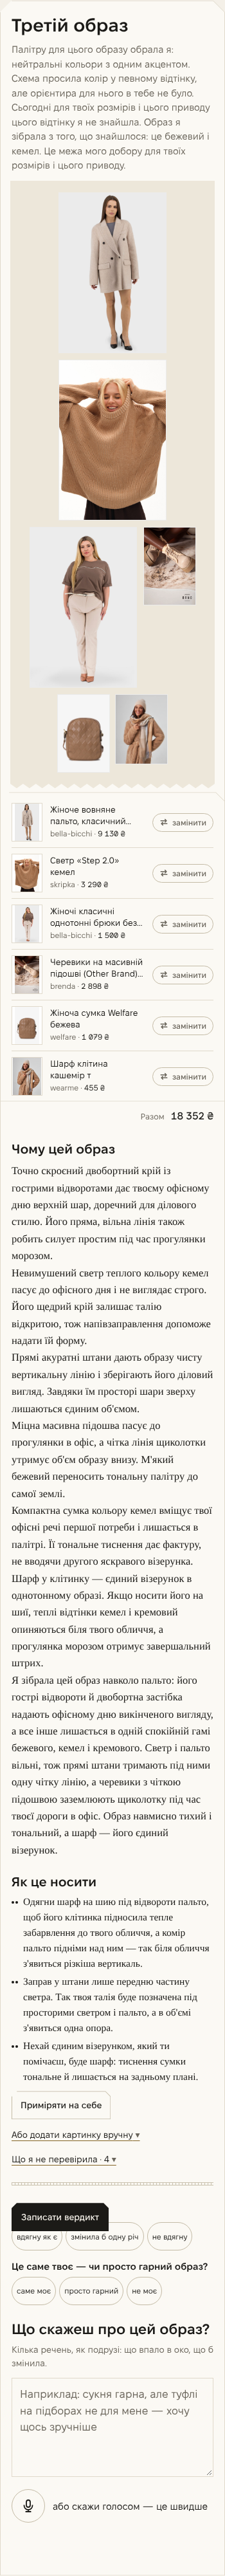 Третій образ
Палітру для цього образу обрала я:
нейтральні кольори з одним акцентом.
Схема просила колір у певному відтінку,
але орієнтира для нього в тебе не було.
Сьогодні для твоїх розмірів і цього приводу
цього відтінку я не знайшла. Образ я
зібрала з того, що знайшлося: це бежевий і
кемел. Це межа мого добору для твоїх
розмірів і цього приводу.
Жіноче вовняне
пальто, класичний...
bella-bicchi · 9 130 ₴
замінити
Светр «Step 2.0»
кемел
skripka · 3 290 ₴
замінити
Жіночі класичні
однотонні брюки без...
bella-bicchi · 1 500 ₴
замінити
Черевики на масивній
підошві (Other Brand)...
brenda · 2 898 ₴
замінити
Жіноча сумка Welfare
бежева
welfare · 1 079 ₴
замінити
Шарф клітина
кашемір т
wearme · 455 ₴
замінити
Разом 18 352 ₴
Чому цей образ
Точно скроєний двобортний крій із
гострими відворотами дає твоєму офісному
дню верхній шар, доречний для ділового
стилю. Його пряма, вільна лінія також
робить силует простим під час прогулянки
морозом.
Невимушений светр теплого кольору кемел
пасує до офісного дня і не виглядає строго.
Його щедрий крій залишає талію
відкритою, тож напівзаправлення допоможе
надати їй форму.
Прямі акуратні штани дають образу чисту
вертикальну лінію і зберігають його діловий
вигляд. Завдяки їм просторі шари зверху
лишаються єдиним об'ємом.
Міцна масивна підошва пасує до
прогулянки в офіс, а чітка лінія щиколотки
утримує об'єм образу внизу. М'який
бежевий переносить тональну палітру до
самої землі.
Компактна сумка кольору кемел вміщує твої
офісні речі першої потреби і лишається в
палітрі. Її тональне тиснення дає фактуру,
не вводячи другого яскравого візерунка.
Шарф у клітинку — єдиний візерунок в
однотонному образі. Якщо носити його на
шиї, теплі відтінки кемел і кремовий
опиняються біля твого обличчя, а
прогулянка морозом отримує завершальний
штрих.
Я зібрала цей образ навколо пальто: його
гострі відвороти й двобортна застібка
надають офісному дню викінченого вигляду,
а все інше лишається в одній спокійній гамі
бежевого, кемел і кремового. Светр і пальто
вільні, тож прямі штани тримають під ними
одну чітку лінію, а черевики з чіткою
підошвою заземлюють щиколотку під час
твоєї дороги в офіс. Образ навмисно тихий і
тональний, а шарф — його єдиний
візерунок.
Як це носити
Одягни шарф на шию під відвороти пальто,
щоб його клітинка підносила тепле
забарвлення до твого обличчя, а комір
пальто підніми над ним — так біля обличчя
з'явиться різкіша вертикаль.
Заправ у штани лише передню частину
светра. Так твоя талія буде позначена під
просторими светром і пальто, а в об'ємі
з'явиться одна опора.
Нехай єдиним візерунком, який ти
помічаєш, буде шарф: тиснення сумки
тональне й лишається на задньому плані.
Приміряти на себе
Або додати картинку вручну ▾
Що я не перевірила · 4 ▾
Записати вердикт
вдягну як є
змінила б одну річ
не вдягну
Це саме твоє — чи просто гарний образ?
саме моє
просто гарний
не моє
Що скажеш про цей образ?
Кілька речень, як подрузі: що впало в око, що б
змінила.
Наприклад: сукня гарна, але туфлі
на підборах не для мене — хочу
щось зручніше
або скажи голосом — це швидше